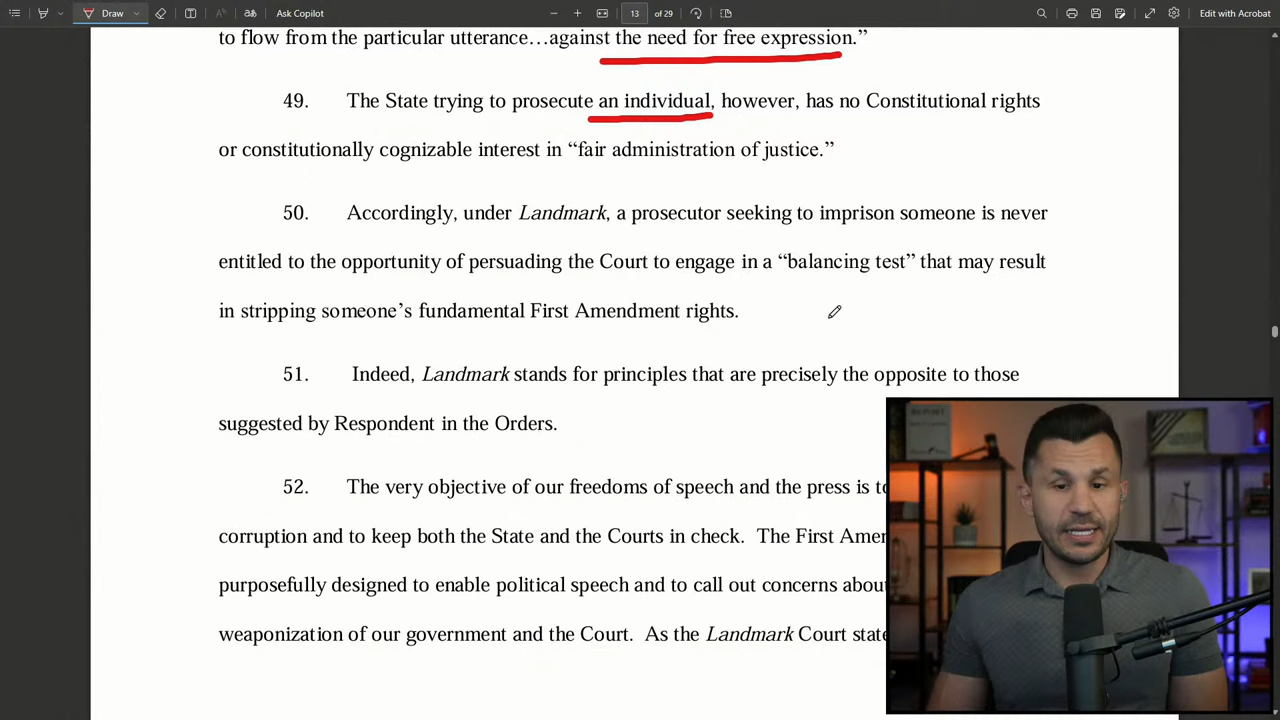 Draw
Ask Copilot
13 of 29
Edit with Acrobat
to flow from the particular utterance…against the need for free expression.”
49. The State trying to prosecute an individual, however, has no Constitutional rights
or constitutionally cognizable interest in “fair administration of justice.”
50. Accordingly, under Landmark, a prosecutor seeking to imprison someone is never
entitled to the opportunity of persuading the Court to engage in a “balancing test” that may result
in stripping someone’s fundamental First Amendment rights.
51. Indeed, Landmark stands for principles that are precisely the opposite to those
suggested by Respondent in the Orders.
52. The very objective of our freedoms of speech and the press is
corruption and to keep both the State and the Courts in check. The First
purposefully designed to enable political speech and to call out concerns about
weaponization of our government and the Court. As the Landmark Court